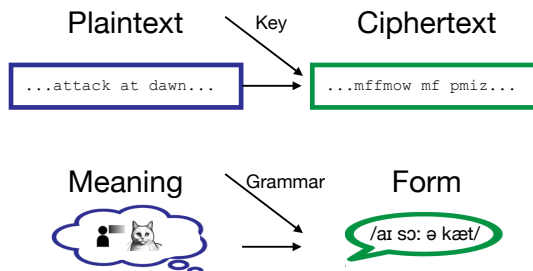 Plaintext
Key
Ciphertext
...attack at dawn...
...mffmow mf pmiz...
Meaning
Grammar
Form
/aɪ sɔː ə kæt/